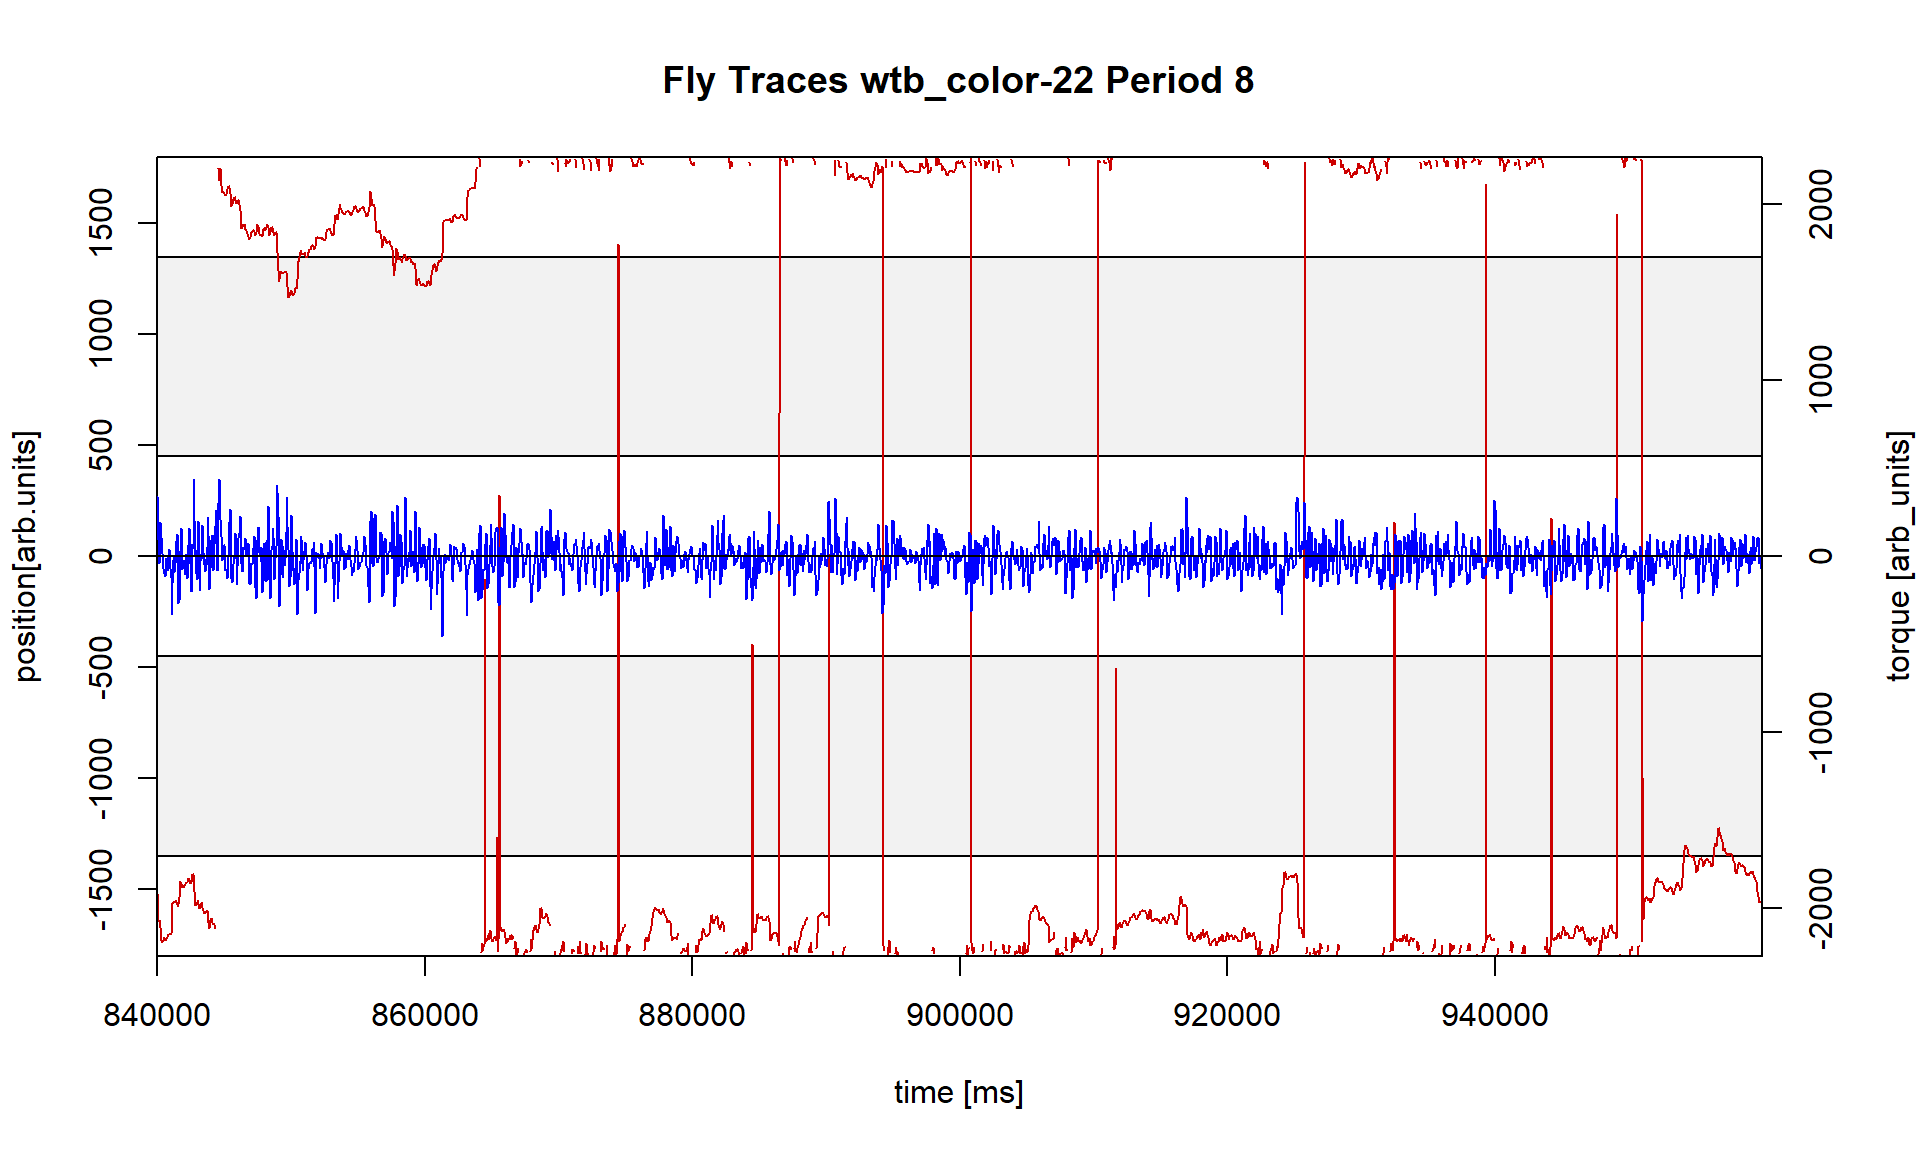 Fly Traces wtb_color-22 Period 8
position[arb.units]
1500
1000
500
0
-500
-1000
-1500
2000
1000
0
-1000
-2000
torque [arb_units]
840000 860000 880000 900000 920000 940000
time [ms]